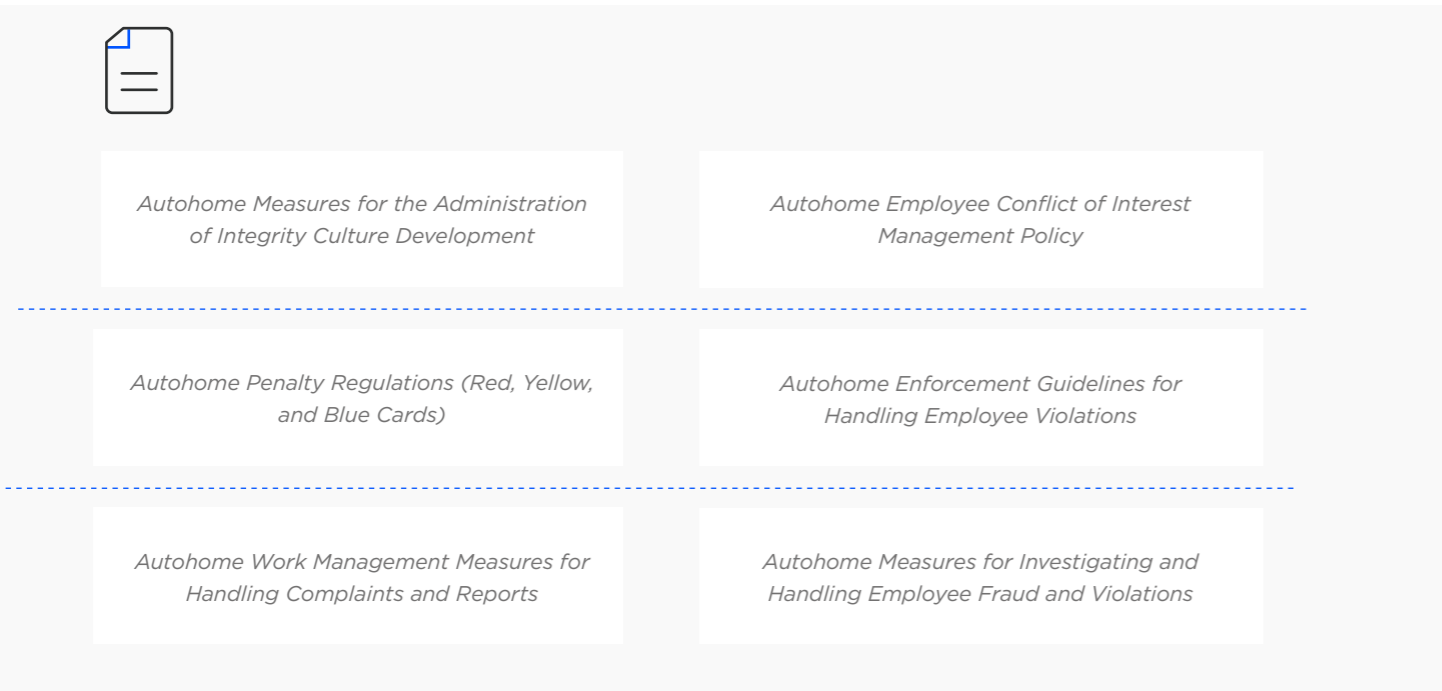 Autohome Measures for the Administration
of Integrity Culture Development
Autohome Employee Conflict of Interest
Management Policy
Autohome Penalty Regulations (Red, Yellow,
and Blue Cards)
Autohome Enforcement Guidelines for
Handling Employee Violations
Autohome Work Management Measures for
Handling Complaints and Reports
Autohome Measures for Investigating and
Handling Employee Fraud and Violations